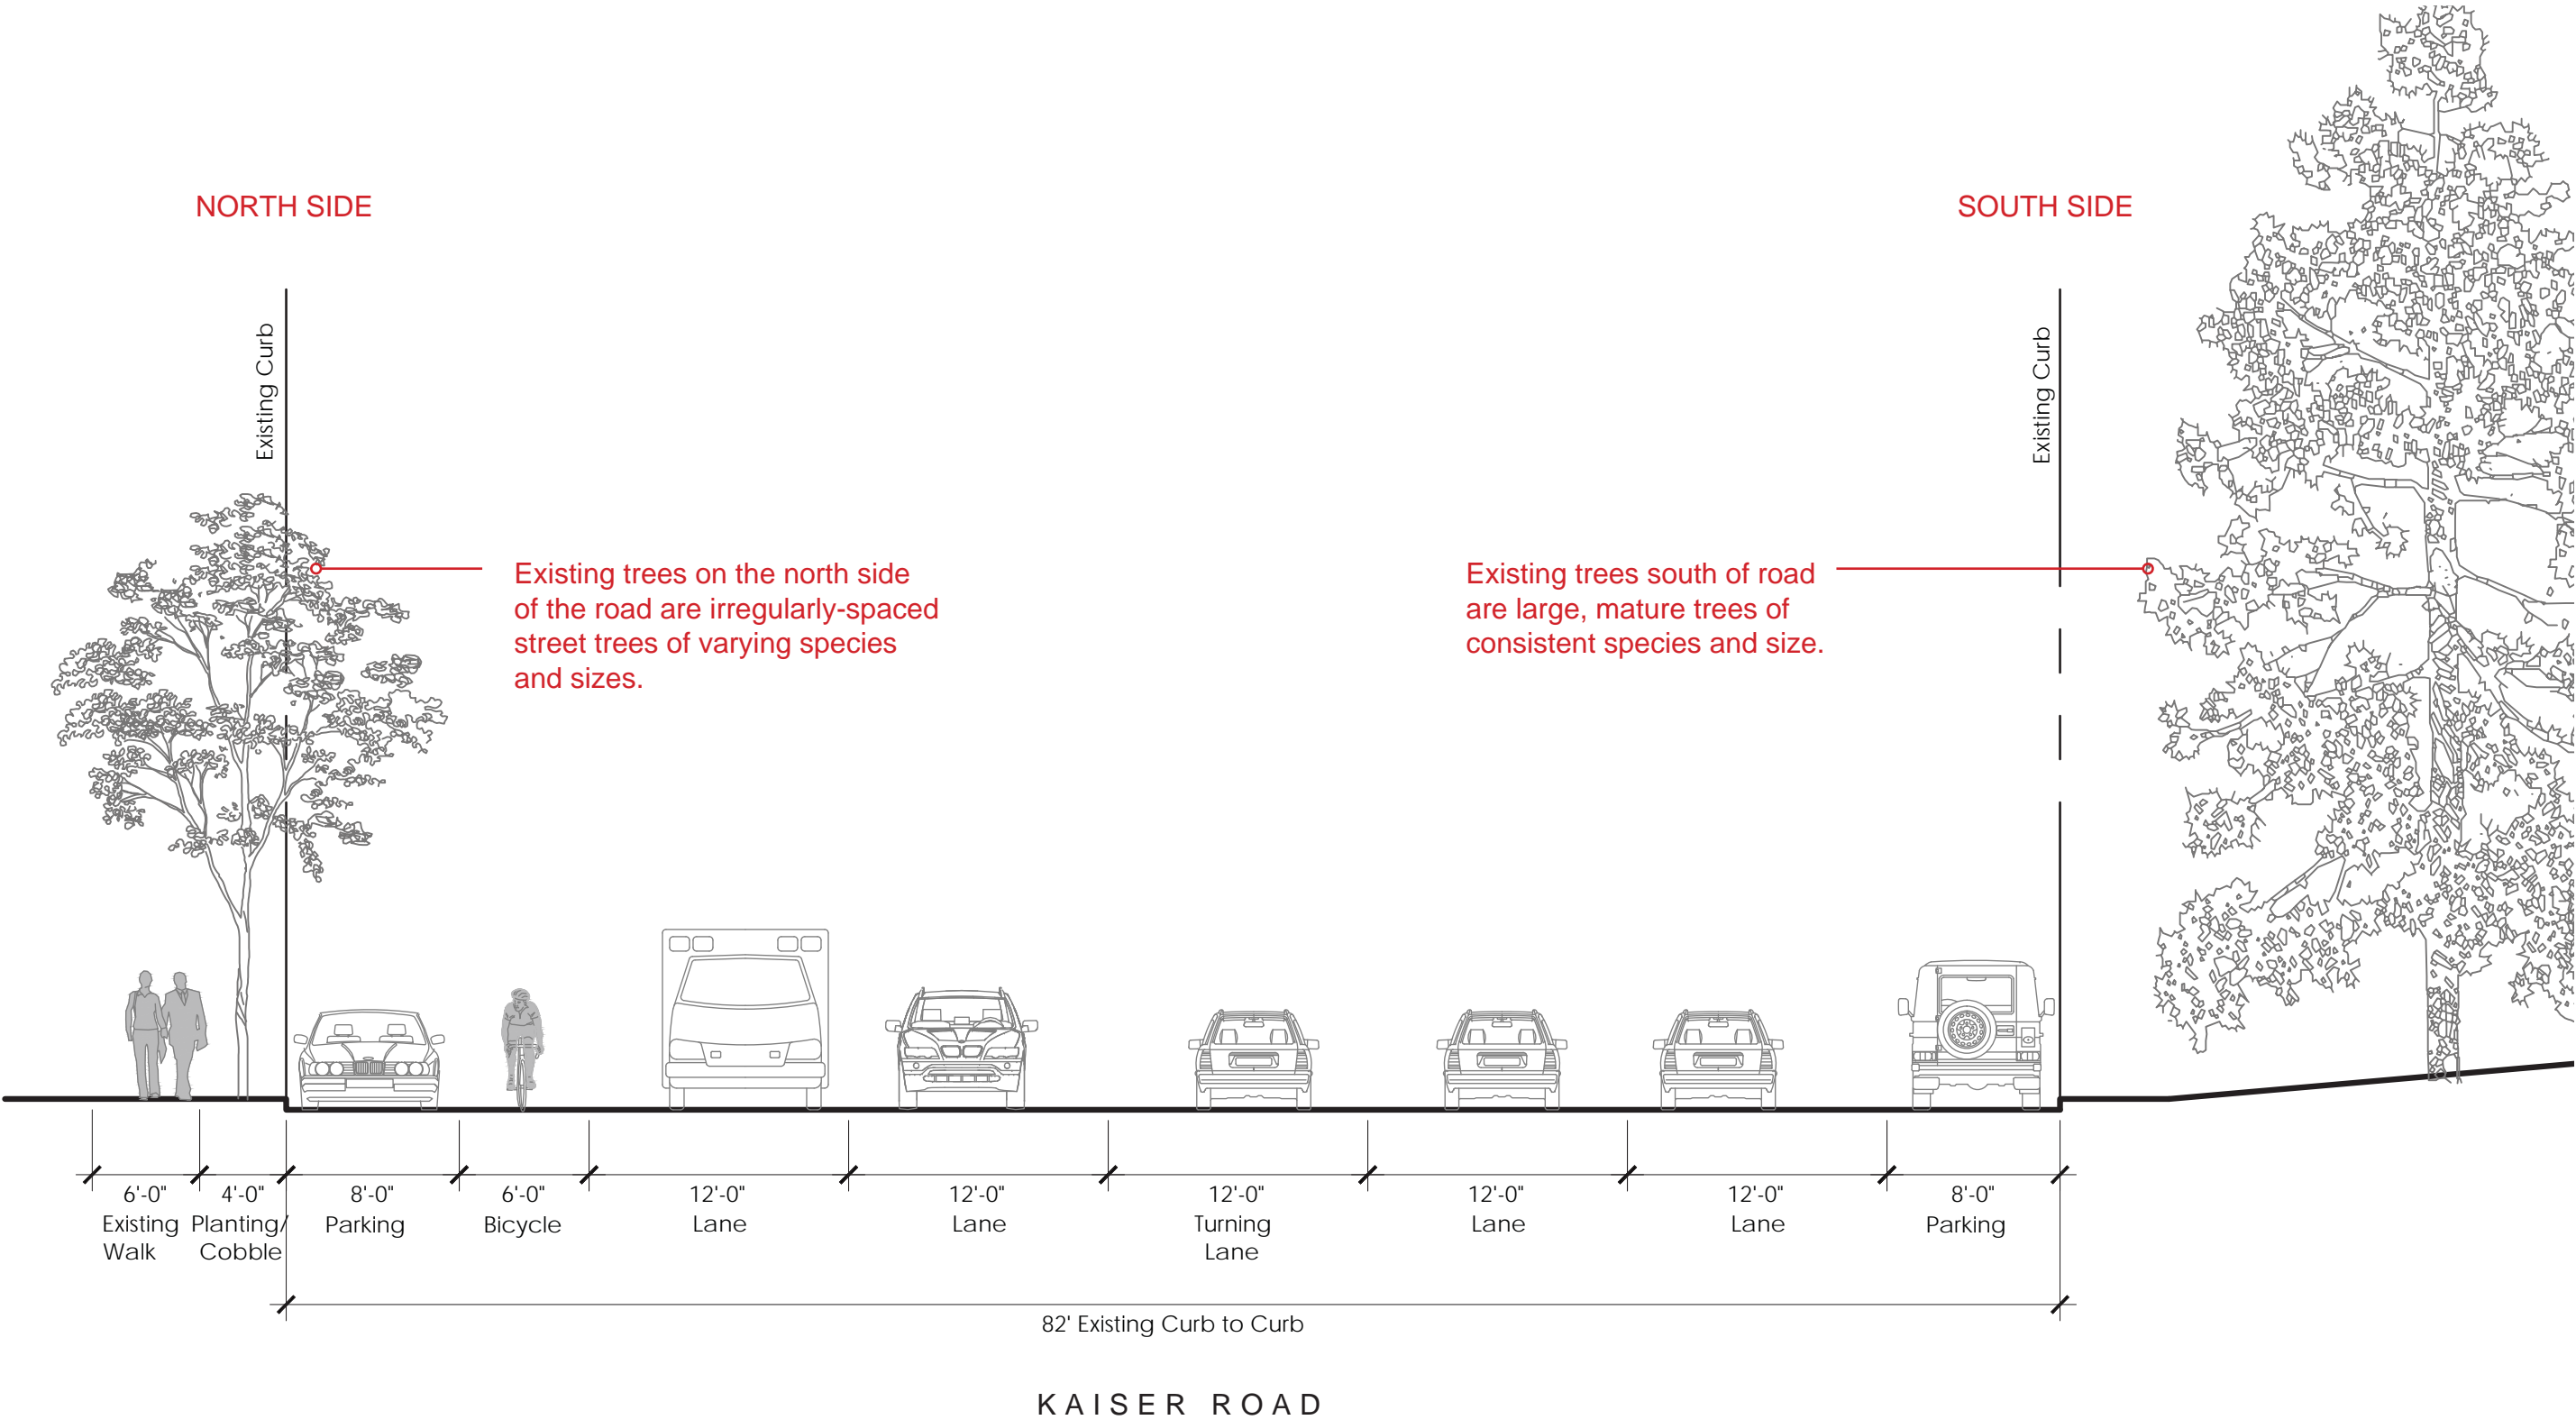 NORTH SIDE
SOUTH SIDE
Existing Curb
Existing Curb
Existing trees on the north side
of the road are irregularly-spaced
street trees of varying species
and sizes.
Existing trees south of road
are large, mature trees of
consistent species and size.
6'-0"
Existing
Walk
4'-0"
Planting/
Cobble
8'-0"
Parking
6'-0"
Bicycle
12'-0"
Lane
12'-0"
Lane
12'-0"
Turning
Lane
12'-0"
Lane
12'-0"
Lane
8'-0"
Parking
82' Existing Curb to Curb
KAISER ROAD